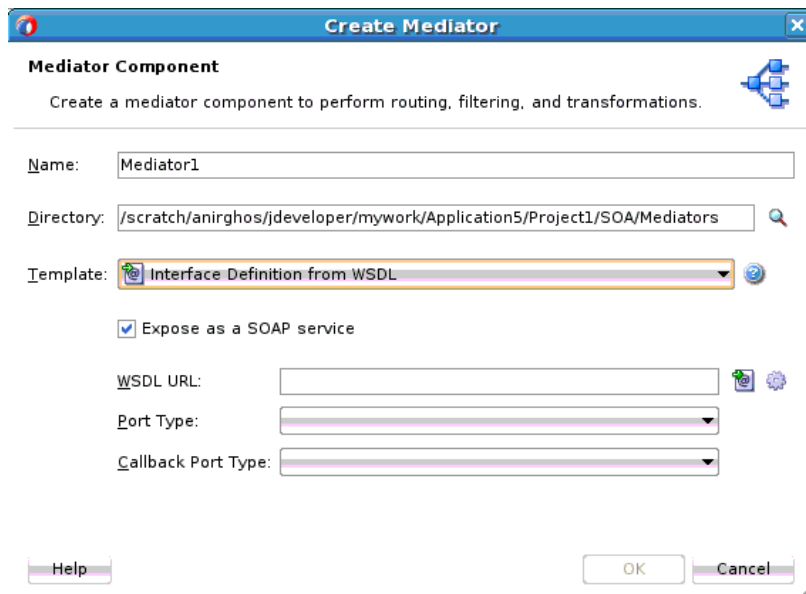 Create Mediator
Mediator Component
Create a mediator component to perform routing, filtering, and transformations.
Name: Mediator1
Directory: /scratch/anirghos/jdeveloper/mywork/Application5/Project1/SOA/Mediators
Template: Interface Definition from WSDL
Expose as a SOAP service
WSDL URL:
Port Type:
Callback Port Type:
Help OK Cancel